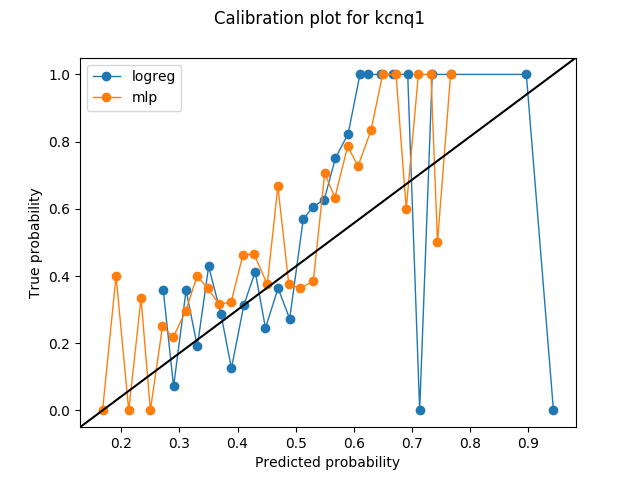 Calibration plot for kcnq1
logreg
mlp
True probability
1.0
0.8
0.6
0.4
0.2
0.0
0.2 0.3 0.4 0.5 0.6 0.7 0.8 0.9
Predicted probability